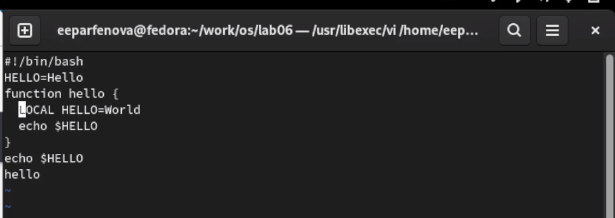 eeparfenova@fedora:~/work/os/lab06 — /usr/libexec/vi /home/eep...
#!/bin/bash
HELLO=Hello
function hello {
  LOCAL HELLO=World
  echo $HELLO
}
echo $HELLO
hello
~
~